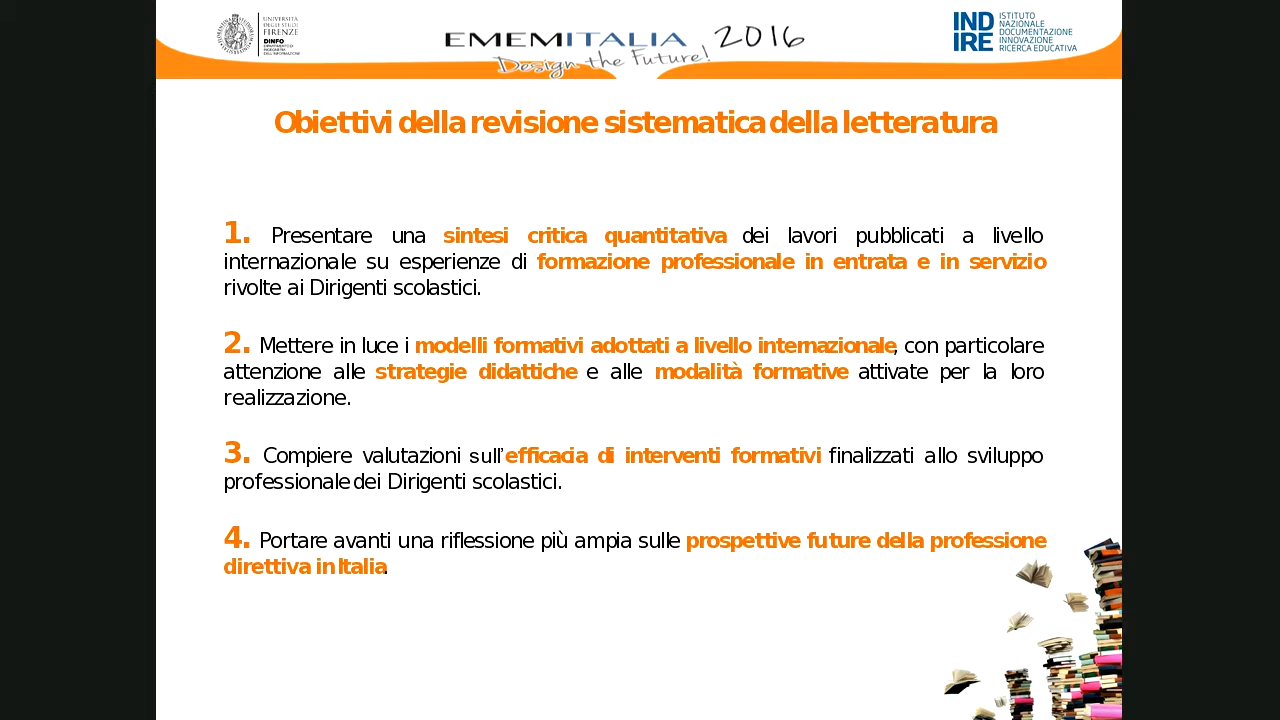 UNIVERSITÀ
DEGLI STUDI
FIRENZE
DINFO
DIPARTIMENTO DI
INGEGNERIA
DELL'INFORMAZIONE
EMEMITALIA 2016
Design the Future!
INDIRE
ISTITUTO
NAZIONALE
DOCUMENTAZIONE
INNOVAZIONE
RICERCA EDUCATIVA
Obiettivi della revisione sistematica della letteratura
1. Presentare una sintesi critica quantitativa dei lavori pubblicati a livello
internazionale su esperienze di formazione professionale in entrata e in servizio
rivolte ai Dirigenti scolastici.
2. Mettere in luce i modelli formativi adottati a livello internazionale, con particolare
attenzione alle strategie didattiche e alle modalità formative attivate per la loro
realizzazione.
3. Compiere valutazioni sull'efficacia di interventi formativi finalizzati allo sviluppo
professionale dei Dirigenti scolastici.
4. Portare avanti una riflessione più ampia sulle prospettive future della professione
direttiva in Italia.